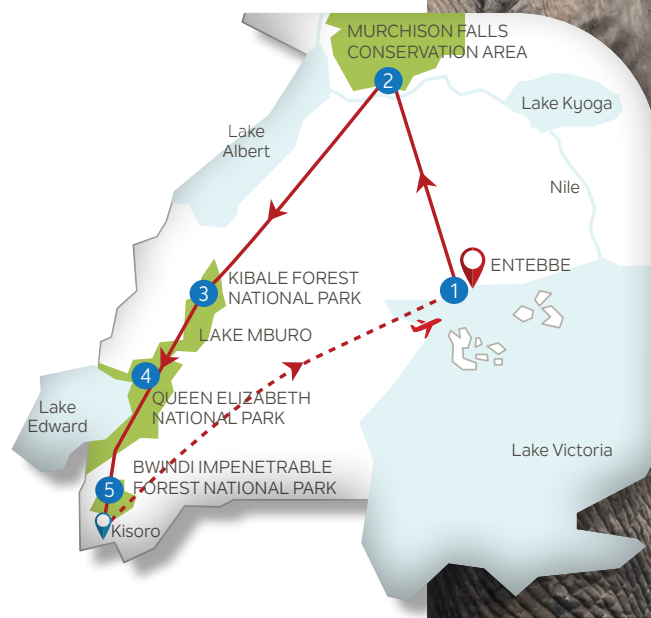 MURCHISON FALLS
CONSERVATION AREA
2
Lake Kyoga
Lake
Albert
Nile
ENTEBBE
1
3
KIBALE FOREST
NATIONAL PARK
LAKE MBURO
4
QUEEN ELIZABETH
NATIONAL PARK
Lake
Edward
Lake Victoria
5
BWINDI IMPENETRABLE
FOREST NATIONAL PARK
Kisoro